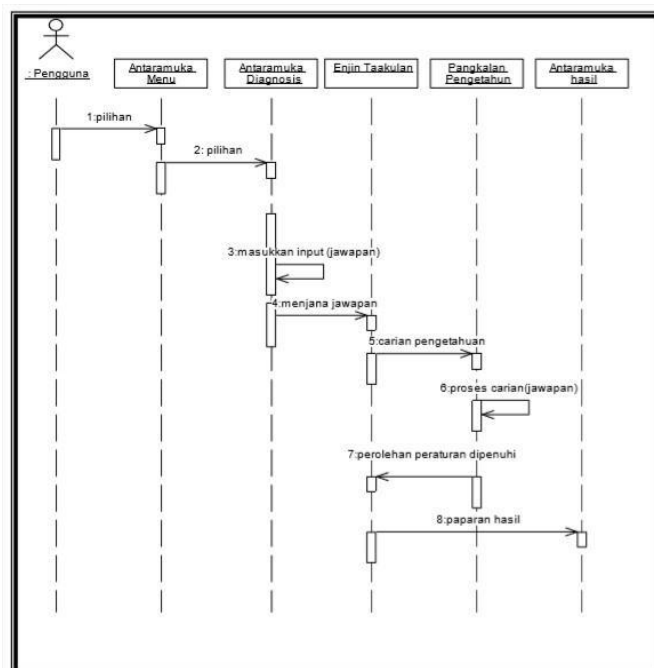 : Pengguna
Antaramuka
Menu
Antaramuka
Diagnosis
Enjin Taakulan
Pangkalan
Pengetahun
Antaramuka
hasil
1:pilihan
2: pilihan
3:masukkan input (jawapan)
4:menjana jawapan
5:carian pengetahuan
6:proses carian(jawapan)
7:perolehan peraturan dipenuhi
8:paparan hasil